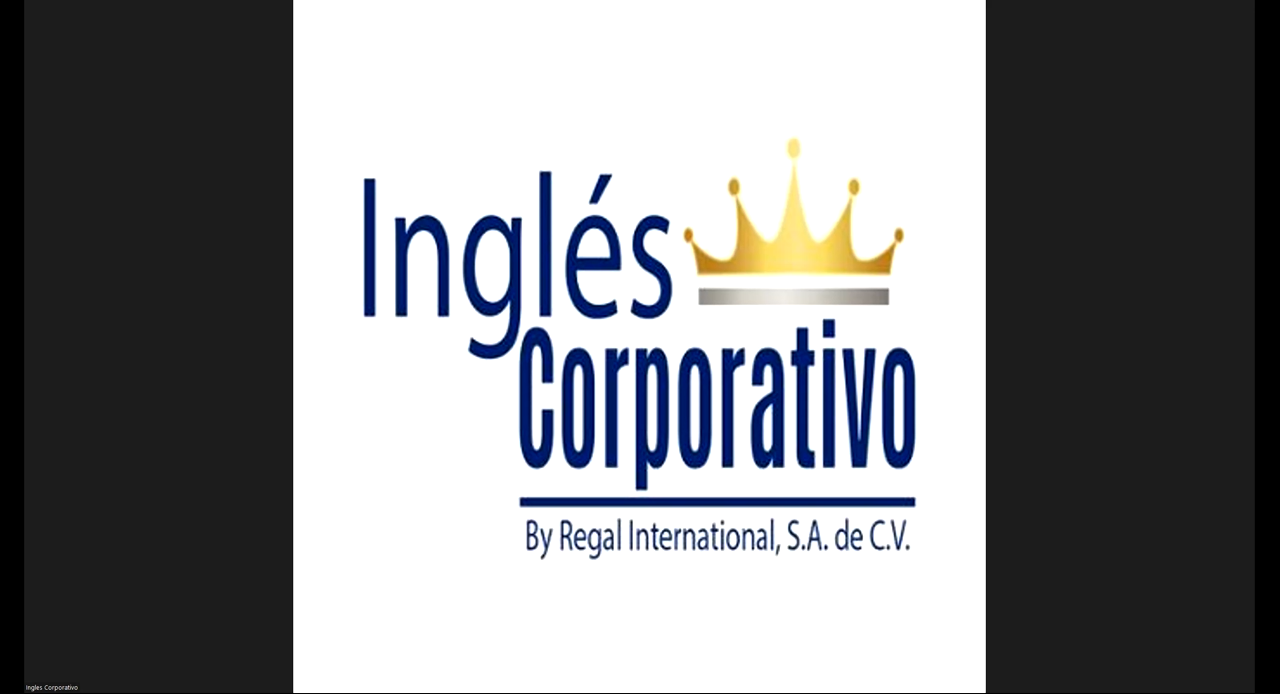 Inglés
Corporativo
By Regal International, S.A. de C.V.
Ingles Corporativo